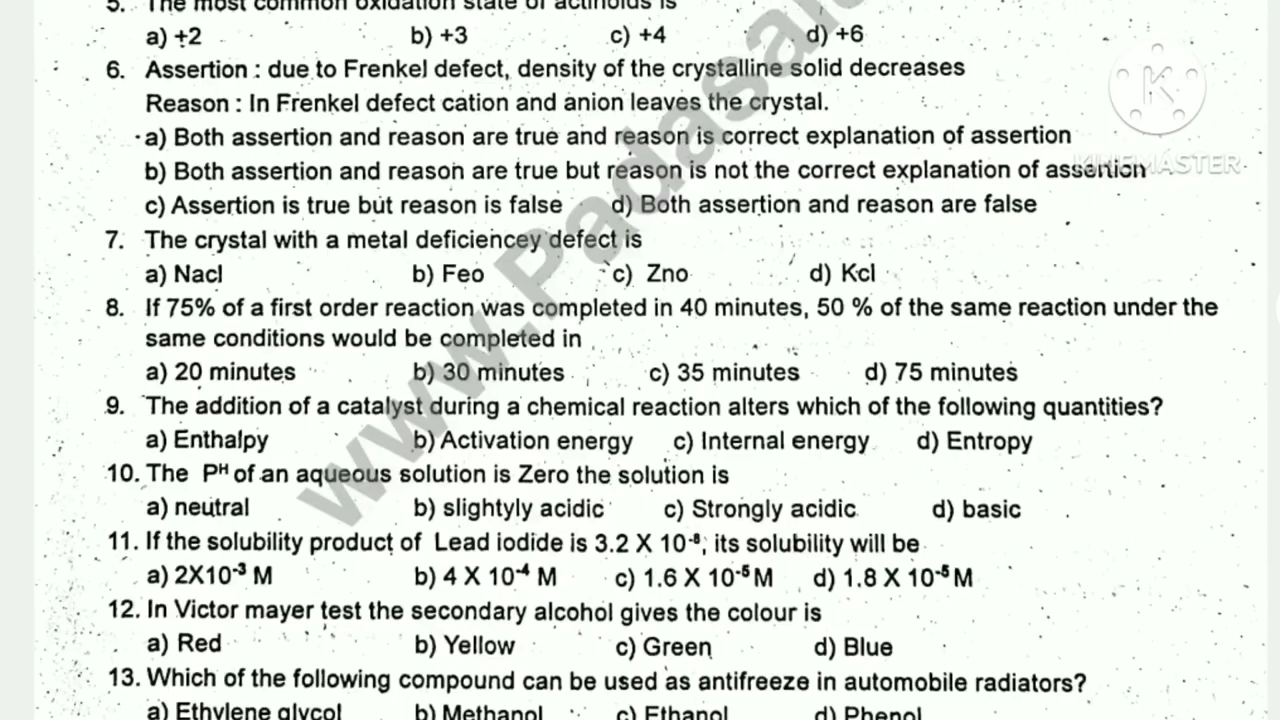 5. The most common oxidation state of actinoids is
a) +2 b) +3 c) +4 d) +6
6. Assertion : due to Frenkel defect, density of the crystalline solid decreases
Reason : In Frenkel defect cation and anion leaves the crystal.
a) Both assertion and reason are true and reason is correct explanation of assertion
b) Both assertion and reason are true but reason is not the correct explanation of assertion
c) Assertion is true but reason is false d) Both assertion and reason are false
7. The crystal with a metal deficiencey defect is
a) Nacl b) Feo c) Zno d) Kcl
8. If 75% of a first order reaction was completed in 40 minutes, 50 % of the same reaction under the
same conditions would be completed in
a) 20 minutes b) 30 minutes c) 35 minutes d) 75 minutes
9. The addition of a catalyst during a chemical reaction alters which of the following quantities?
a) Enthalpy b) Activation energy c) Internal energy d) Entropy
10. The Pᴴ of an aqueous solution is Zero the solution is
a) neutral b) slightyly acidic c) Strongly acidic d) basic
11. If the solubility product of Lead iodide is 3.2 X 10⁻⁸, its solubility will be
a) 2X10⁻³ M b) 4 X 10⁻⁴ M c) 1.6 X 10⁻⁵ M d) 1.8 X 10⁻⁵ M
12. In Victor mayer test the secondary alcohol gives the colour is
a) Red b) Yellow c) Green d) Blue
13. Which of the following compound can be used as antifreeze in automobile radiators?
a) Ethylene glycol b) Methanol c) Ethanol d) Phenol
www.Padasal
K
KINEMASTER